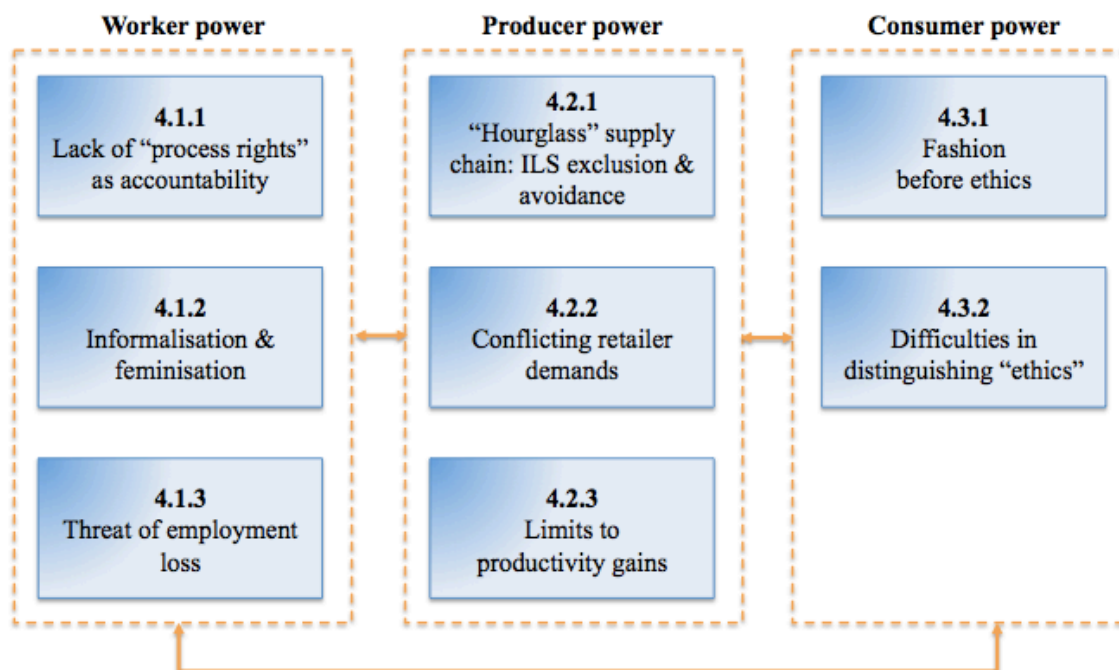 Worker power
4.1.1
Lack of “process rights”
as accountability
4.1.2
Informalisation &
feminisation
4.1.3
Threat of employment
loss
Producer power
4.2.1
“Hourglass” supply
chain: ILS exclusion &
avoidance
4.2.2
Conflicting retailer
demands
4.2.3
Limits to
productivity gains
Consumer power
4.3.1
Fashion
before ethics
4.3.2
Difficulties in
distinguishing “ethics”